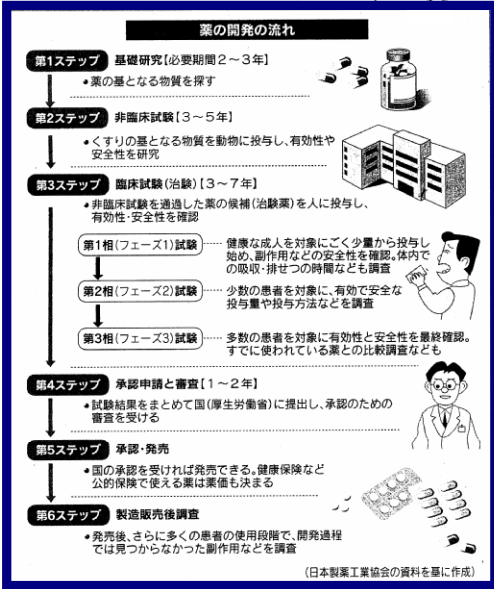 薬の開発の流れ
第1ステップ 基礎研究【必要期間2〜3年】
•薬の基となる物質を探す
第2ステップ 非臨床試験【3〜5年】
•くすりの基となる物質を動物に投与し、有効性や
安全性を研究
第3ステップ 臨床試験(治験)【3〜7年】
•非臨床試験を通過した薬の候補(治験薬)を人に投与し、
有効性・安全性を確認
第1相(フェーズ1)試験 健康な成人を対象にごく少量から投与し
始め、副作用などの安全性を確認。体内で
の吸収・排せつの時間なども調査
第2相(フェーズ2)試験 少数の患者を対象に、有効で安全な
投与量や投与方法などを調査
第3相(フェーズ3)試験 多数の患者を対象に有効性と安全性を最終確認。
すでに使われている薬との比較調査なども
第4ステップ 承認申請と審査【1〜2年】
•試験結果をまとめて国(厚生労働省)に提出し、承認のための
審査を受ける
第5ステップ 承認・発売
•国の承認を受ければ発売できる。健康保険など
公的保険で使える薬は薬価も決まる
第6ステップ 製造販売後調査
•発売後、さらに多くの患者の使用段階で、開発過程
では見つからなかった副作用などを調査
(日本製薬工業協会の資料を基に作成)